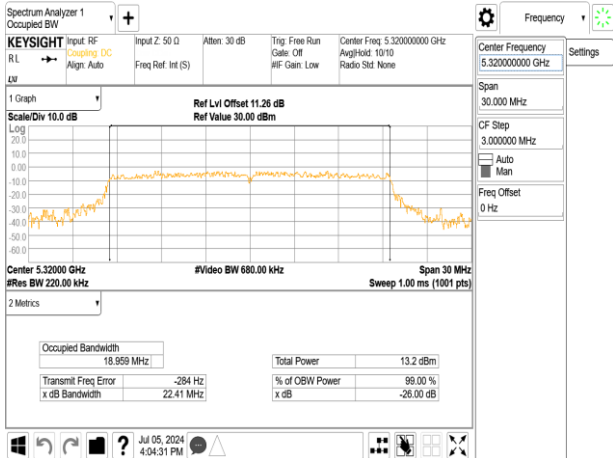 Spectrum Analyzer 1
Occupied BW
Frequency
KEYSIGHT
RL
Input: RF
Coupling: DC
Align: Auto
Input Z: 50 Ω
Freq Ref: Int (S)
Atten: 30 dB
Trig: Free Run
Gate: Off
#IF Gain: Low
Center Freq: 5.320000000 GHz
Avg|Hold: 10/10
Radio Std: None
Center Frequency
5.320000000 GHz
Settings
Span
30.000 MHz
CF Step
3.000000 MHz
Auto
Man
Freq Offset
0 Hz
1 Graph
Scale/Div 10.0 dB
Ref Lvl Offset 11.26 dB
Ref Value 30.00 dBm
Log
20.0
10.0
0.00
-10.0
-20.0
-30.0
-40.0
-50.0
-60.0
Center 5.32000 GHz
#Res BW 220.00 kHz
#Video BW 680.00 kHz
Span 30 MHz
Sweep 1.00 ms (1001 pts)
2 Metrics
Occupied Bandwidth
18.959 MHz
Total Power 13.2 dBm
Transmit Freq Error -284 Hz
% of OBW Power 99.00 %
x dB Bandwidth 22.41 MHz
x dB -26.00 dB
?
Jul 05, 2024
4:04:31 PM